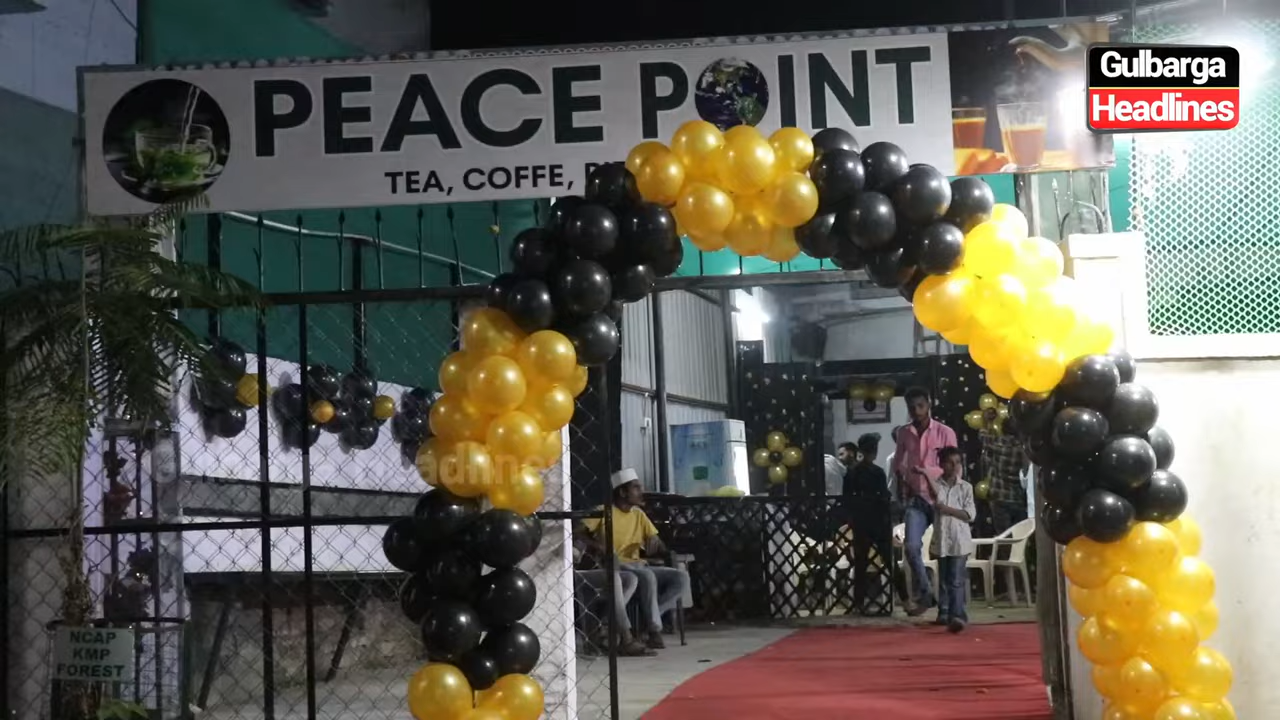 PEACE POINT
TEA, COFFE,
Gulbarga
Headlines
NCAP
KMP
FOREST